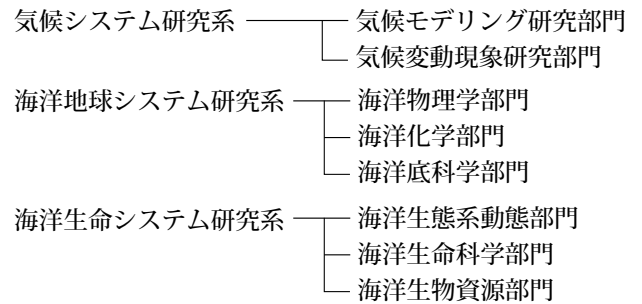 気候システム研究系 気候モデリング研究部門
気候変動現象研究部門
海洋地球システム研究系 海洋物理学部門
海洋化学部門
海洋底科学部門
海洋生命システム研究系 海洋生態系動態部門
海洋生命科学部門
海洋生物資源部門